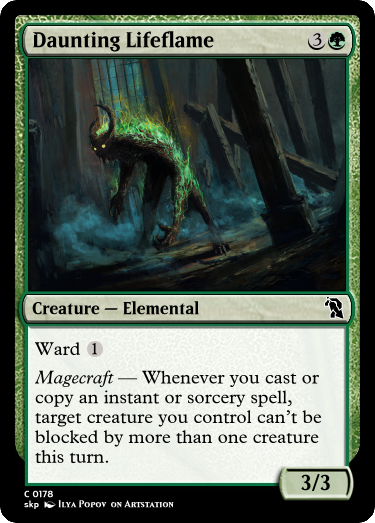 Daunting Lifeflame 3
Creature — Elemental
Ward 1
Magecraft — Whenever you cast or
copy an instant or sorcery spell,
target creature you control can't be
blocked by more than one creature
this turn.
3/3
C 0178
skp Ilya Popov on Artstation